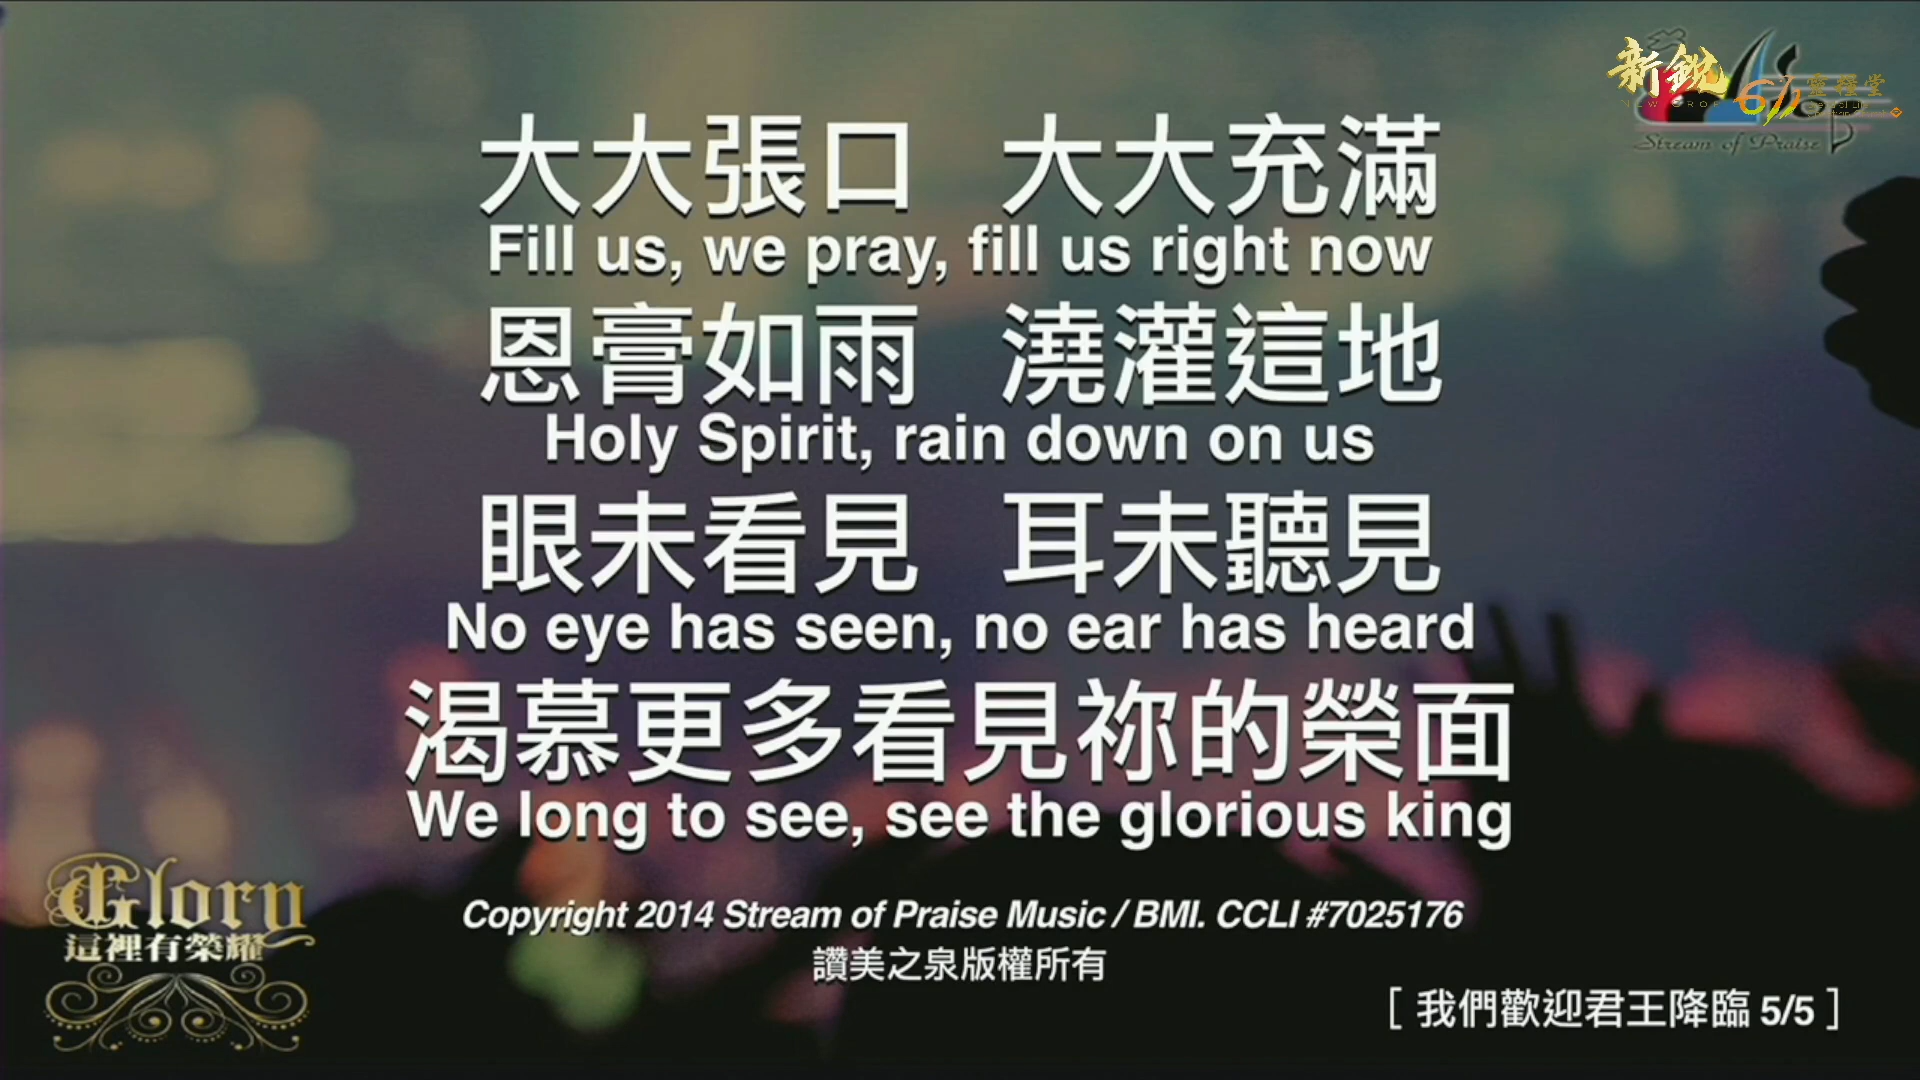 新銳
611 靈糧堂
Stream of Praise
大大張口 大大充滿
Fill us, we pray, fill us right now
恩膏如雨 澆灌這地
Holy Spirit, rain down on us
眼未看見 耳未聽見
No eye has seen, no ear has heard
渴慕更多看見祢的榮面
We long to see, see the glorious king
Copyright 2014 Stream of Praise Music / BMI. CCLI #7025176
讚美之泉版權所有
Glory
這裡有榮耀
[ 我們歡迎君王降臨 5/5 ]